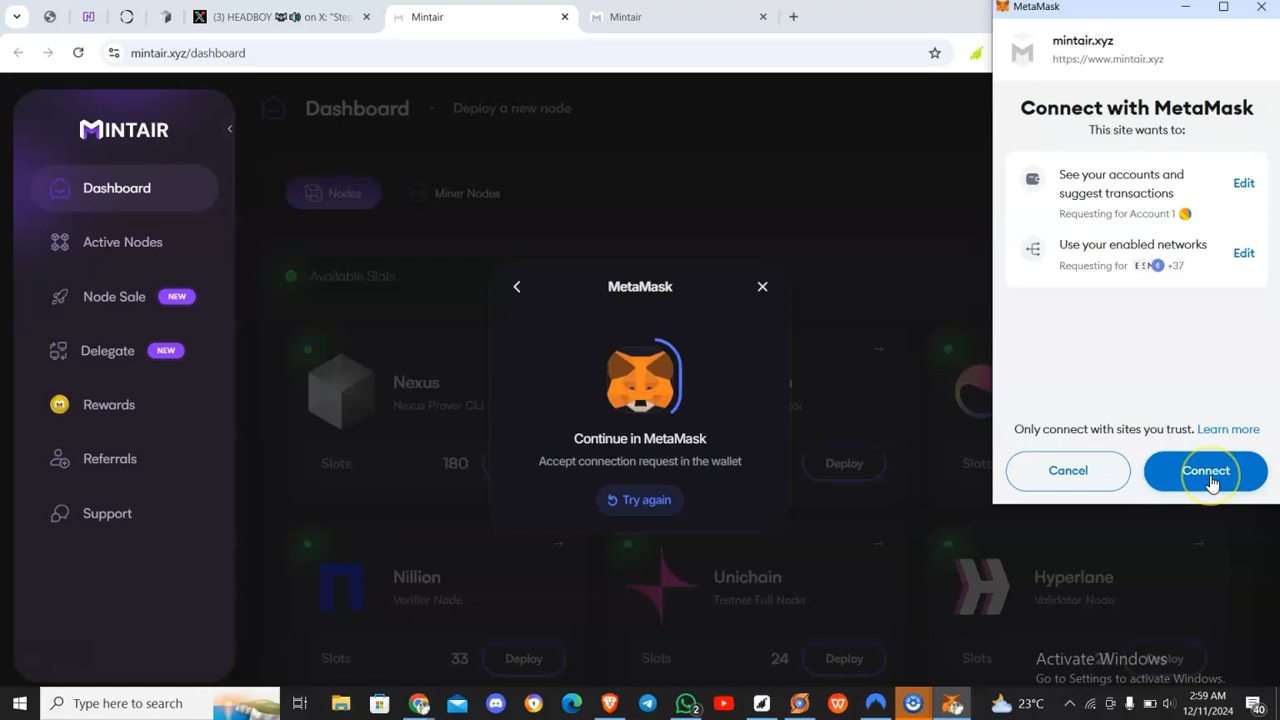 (3) HEADBOY on X: "Step
Mintair
Mintair
mintair.xyz/dashboard
MINTAIR
Dashboard
Active Nodes
Node Sale NEW
Delegate NEW
Rewards
Referrals
Support
Dashboard - Deploy a new node
Nodes
Miner Nodes
Available Slots
Nexus
Nexus Prover CLI
Slots 180
Deploy
Slots
Nillion
Verifier Node
Slots 33 Deploy
Unichain
Testnet Full Node
Slots 24 Deploy
Hyperlane
Validator Node
Slots
MetaMask
Continue in MetaMask
Accept connection request in the wallet
Try again
MetaMask
mintair.xyz
https://www.mintair.xyz
Connect with MetaMask
This site wants to:
See your accounts and
suggest transactions
Edit
Requesting for Account 1
Use your enabled networks
Edit
Requesting for +37
Only connect with sites you trust. Learn more
Cancel
Connect
Activate Windows
Go to Settings to activate Windows.
Type here to search
2
23°C
2:59 AM
12/11/2024
40